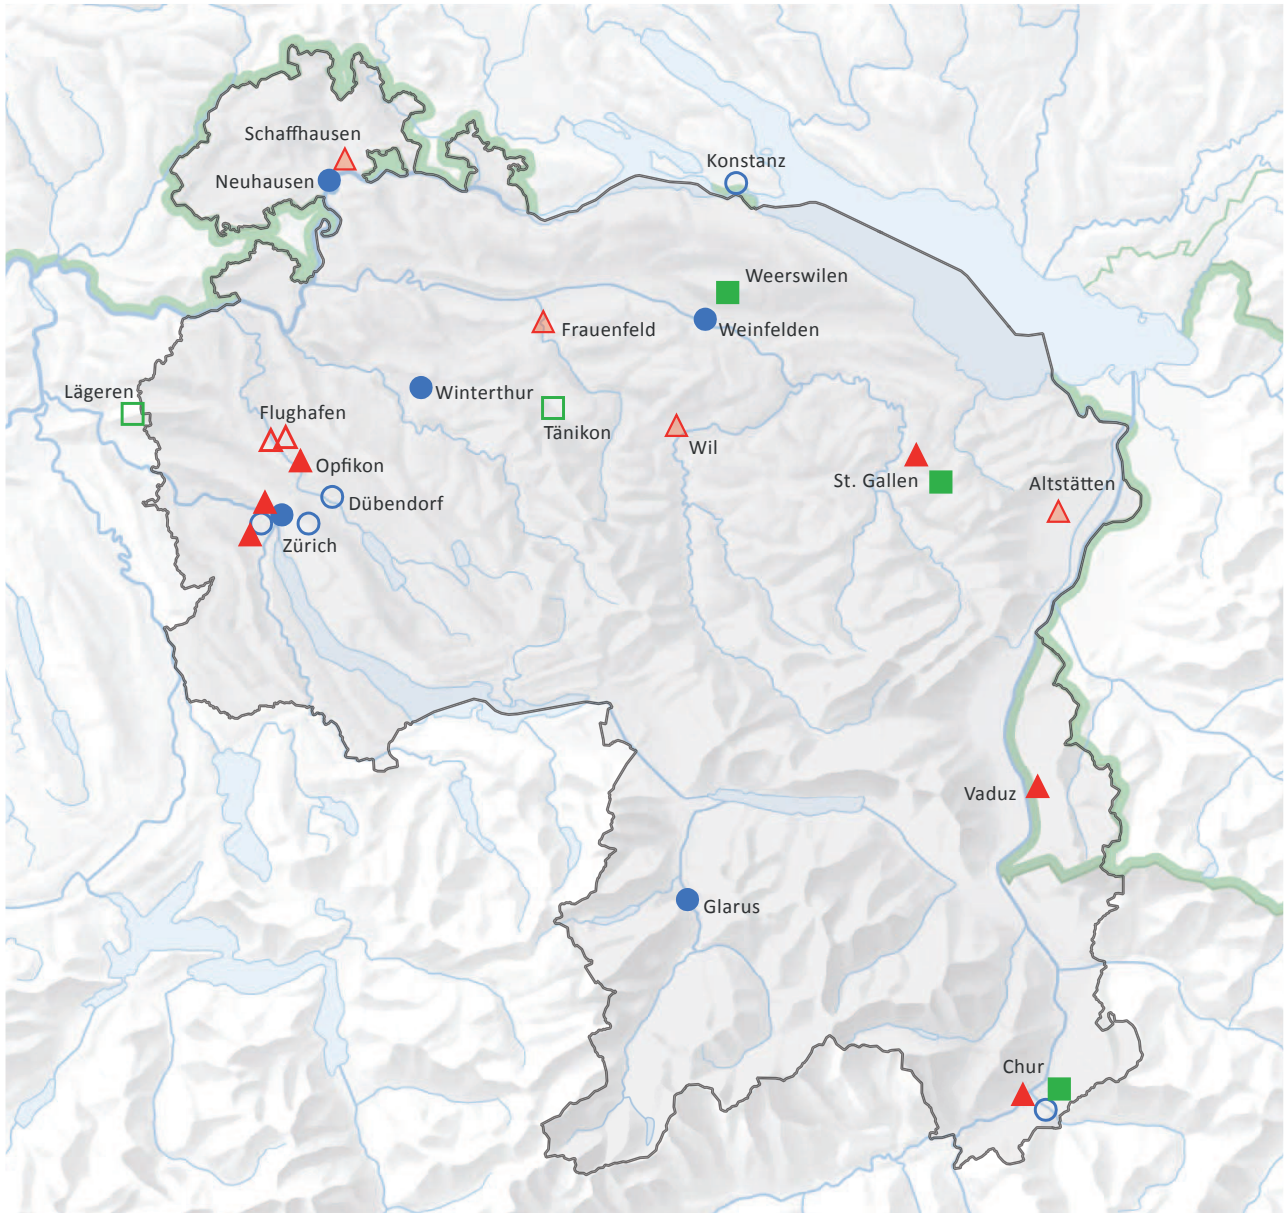 Schaffhausen
Neuhausen
Konstanz
Weerswilen
Weinfelden
Frauenfeld
Lägeren
Winterthur
Flughafen
Tänikon
Wil
Opfikon
St. Gallen
Altstätten
Dübendorf
Zürich
Vaduz
Glarus
Chur